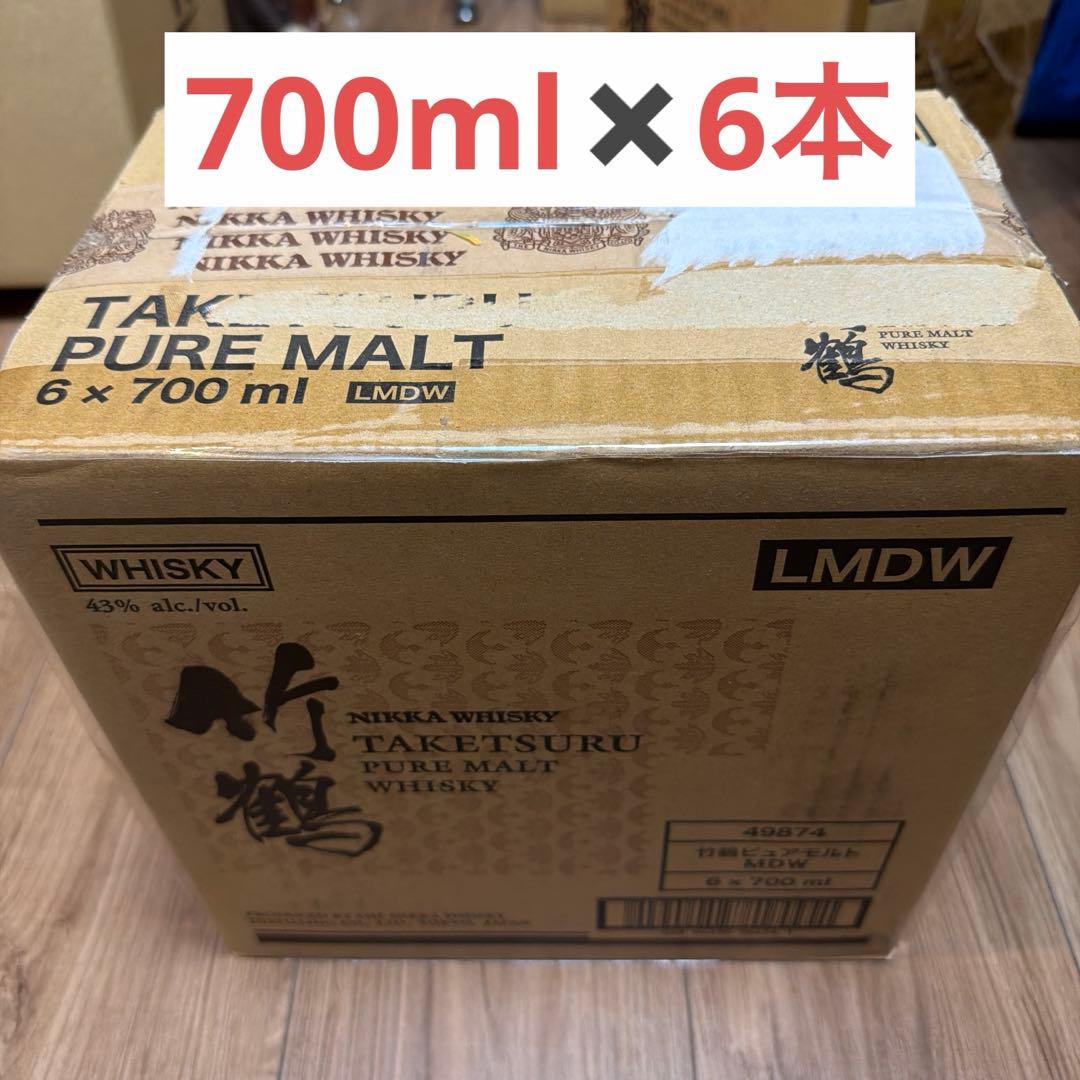 700ml✖️6本
NIKKA WHISKY
NIKKA WHISKY
NIKKA WHISKY
PURE MALT
6 × 700 ml LMDW
鶴
PURE MALT
WHISKY
WHISKY
43% alc./vol.
LMDW
竹鶴
NIKKA WHISKY
TAKETSURU
PURE MALT
WHISKY
49874
竹鶴ピュアモルト
MDW
6 × 700 ml